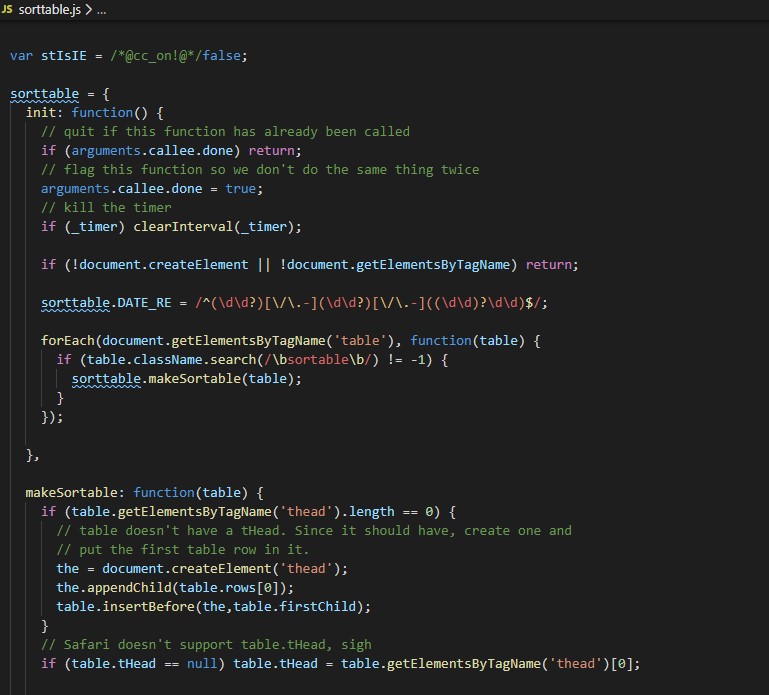 JS sorttable.js > ...
var stIsIE = /*@cc_on!@*/false;
sorttable = {
  init: function() {
    // quit if this function has already been called
    if (arguments.callee.done) return;
    // flag this function so we don't do the same thing twice
    arguments.callee.done = true;
    // kill the timer
    if (_timer) clearInterval(_timer);
    if (!document.createElement || !document.getElementsByTagName) return;
    sorttable.DATE_RE = /^(\d\d?)[\/\.-](\d\d?)[\/\.-]((\d\d)?\d\d)$/;
    forEach(document.getElementsByTagName('table'), function(table) {
      if (table.className.search(/\bsortable\b/) != -1) {
        sorttable.makeSortable(table);
      }
    });
  },
  makeSortable: function(table) {
    if (table.getElementsByTagName('thead').length == 0) {
      // table doesn't have a tHead. Since it should have, create one and
      // put the first table row in it.
      the = document.createElement('thead');
      the.appendChild(table.rows[0]);
      table.insertBefore(the,table.firstChild);
    }
    // Safari doesn't support table.tHead, sigh
    if (table.tHead == null) table.tHead = table.getElementsByTagName('thead')[0];